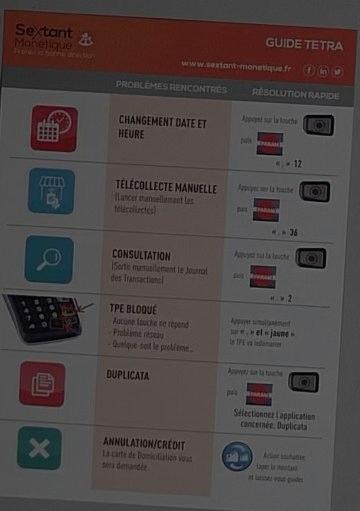 Sextant
Monétique
Prenez la bonne direction
GUIDE TETRA
www.sextant-monetique.fr
PROBLÈMES RENCONTRÉS
RÉSOLUTION RAPIDE
CHANGEMENT DATE ET
HEURE
Appuyez sur la touche
puis PARAM
« . » 12
TÉLÉCOLLECTE MANUELLE
(Lancer manuellement les
télécollectes)
Appuyez sur la touche
puis PARAM
« . » 36
CONSULTATION
(Sortir manuellement le Journal
des Transactions)
Appuyez sur la touche
puis PARAM
« . » 2
TPE BLOQUÉ
- Aucune touche ne répond
- Problème réseau
- Quelque-soit le problème...
Appuyer simultanément
sur « . » et « jaune »
le TPE va redémarrer
DUPLICATA
Appuyez sur la touche
puis PARAM
Sélectionnez l application
concernée, Duplicata
ANNULATION/CRÉDIT
La carte de Domiciliation vous
sera demandée.
Action souhaitée,
taper le montant
et laissez-vous guider